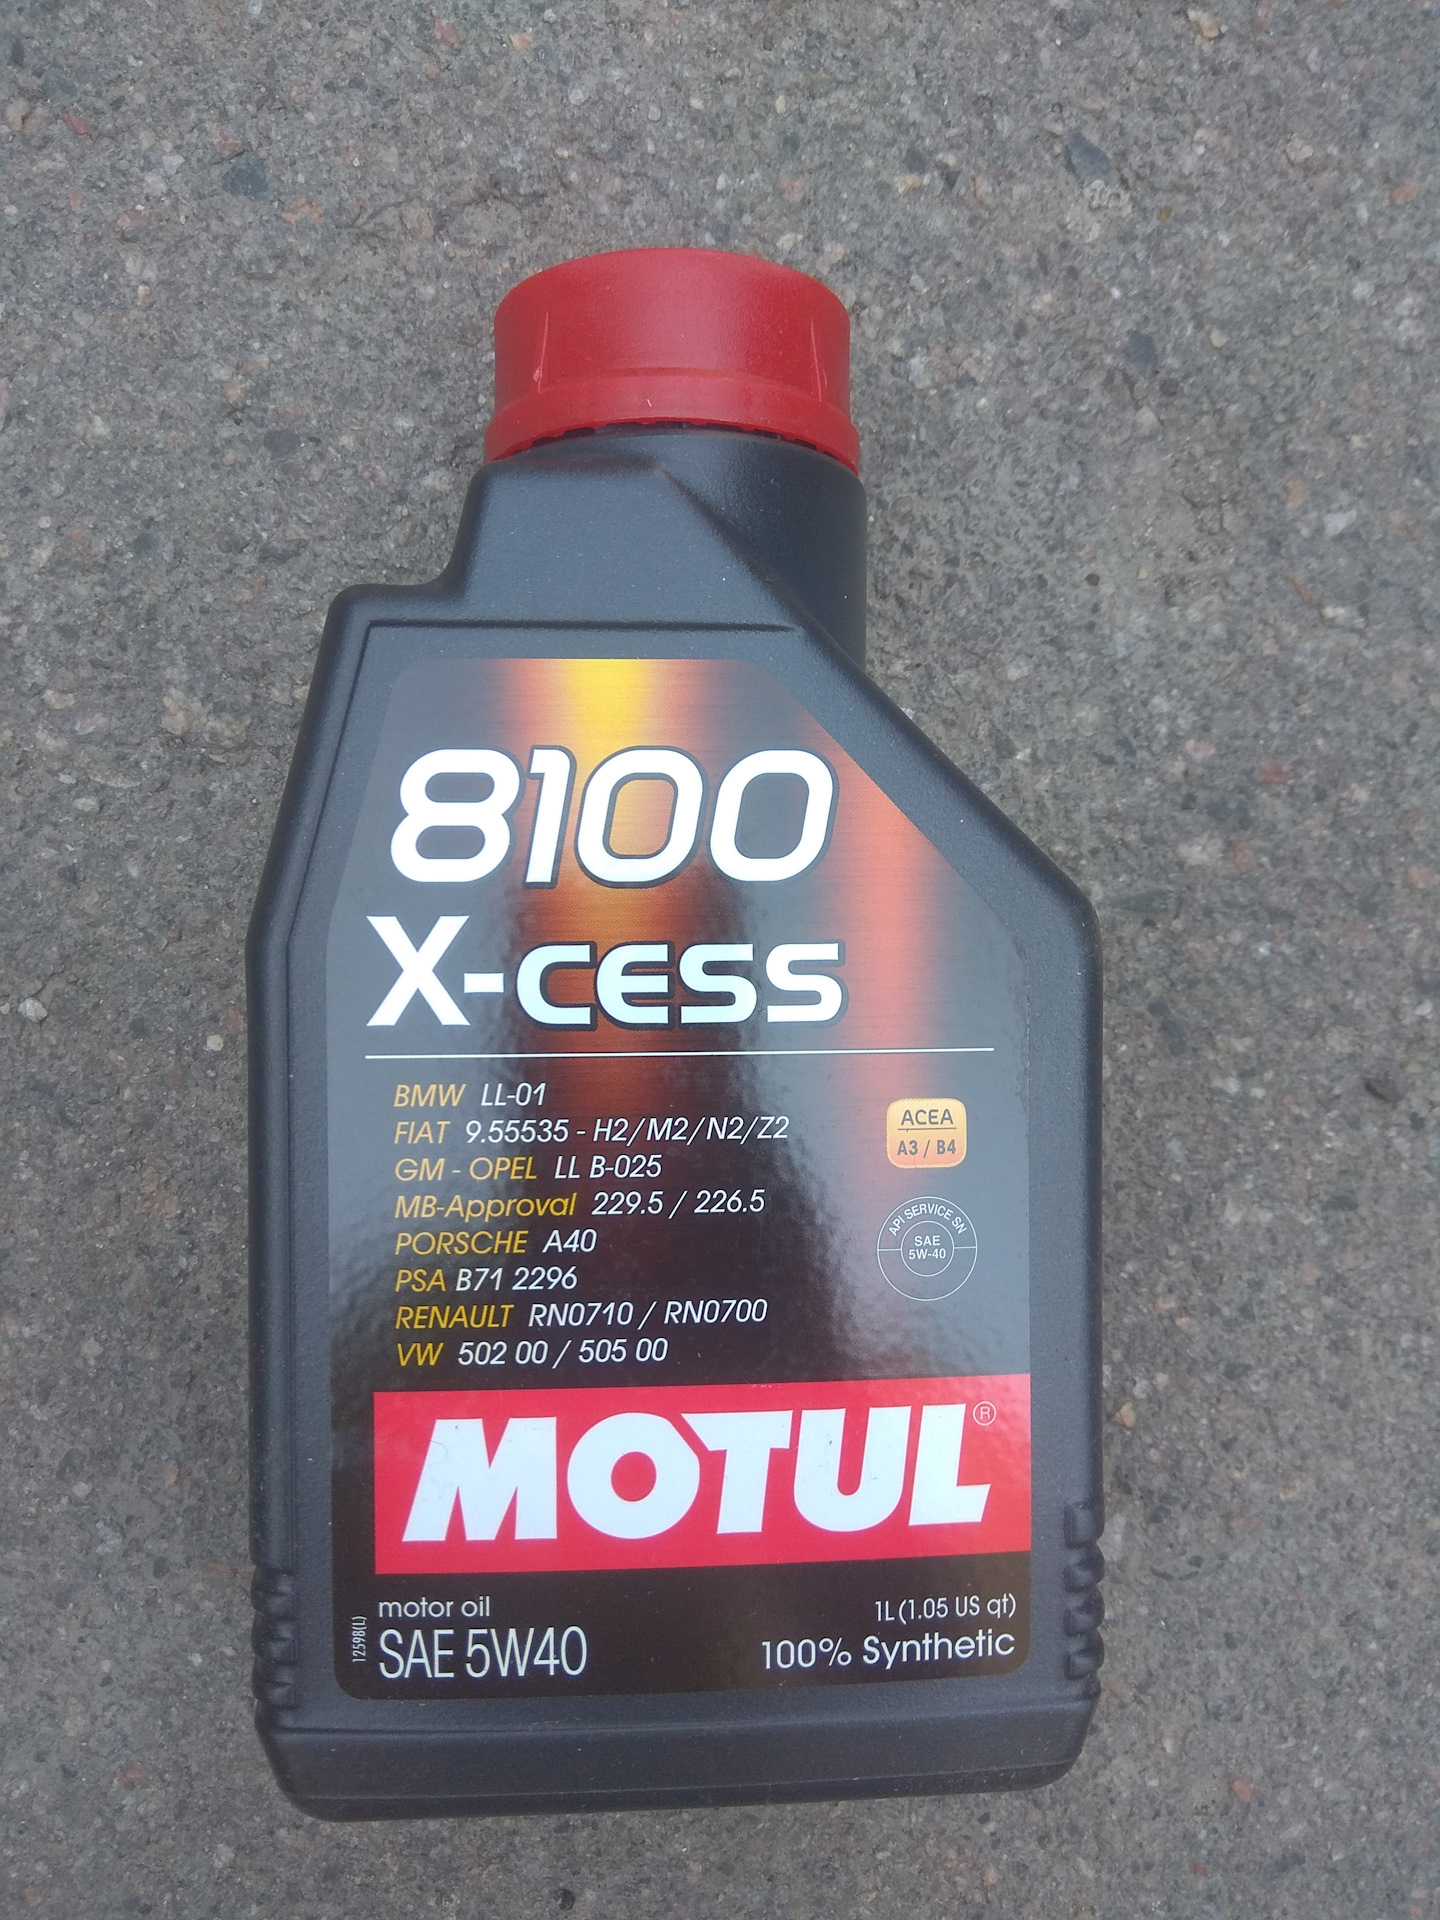 8100
X-CESS
BMW LL-01
FIAT 9.55535 - H2/M2/N2/Z2
GM - OPEL LL B-025
MB-Approval 229.5 / 226.5
PORSCHE A40
PSA B71 2296
RENAULT RN0710 / RN0700
VW 502 00 / 505 00
ACEA
A3 / B4
API SERVICE SN
SAE
5W-40
MOTUL®
motor oil
SAE 5W40
12598(L)
1L (1.05 US qt)
100% Synthetic